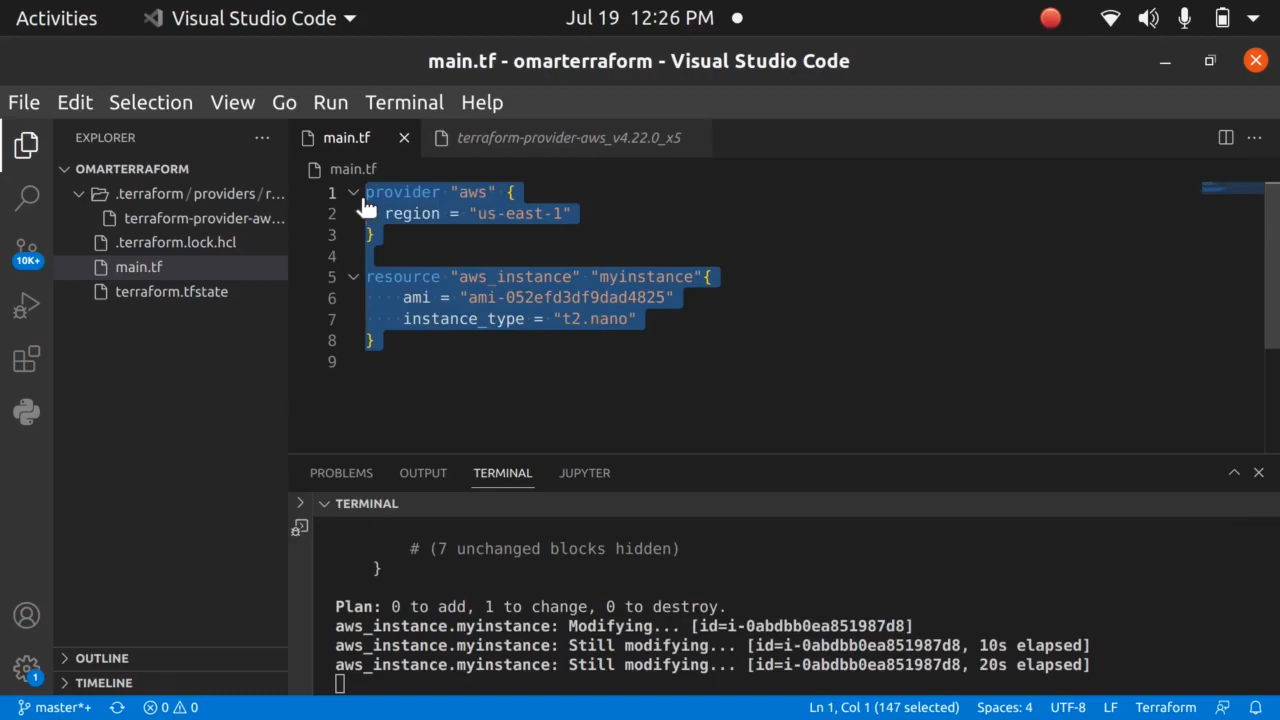 Activities
Visual Studio Code
Jul 19 12:26 PM
main.tf - omarterraform - Visual Studio Code
File Edit Selection View Go Run Terminal Help
EXPLORER
main.tf
terraform-provider-aws_v4.22.0_x5
OMARTERRAFORM
.terraform / providers / r...
terraform-provider-aw...
.terraform.lock.hcl
main.tf
terraform.tfstate
10K+
main.tf
1 provider "aws" {
2 region = "us-east-1"
3 }
4
5 resource "aws_instance" "myinstance"{
6 ami = "ami-052efd3df9dad4825"
7 instance_type = "t2.nano"
8 }
9
PROBLEMS OUTPUT TERMINAL JUPYTER
TERMINAL
# (7 unchanged blocks hidden)
}
Plan: 0 to add, 1 to change, 0 to destroy.
aws_instance.myinstance: Modifying... [id=i-0abdbb0ea851987d8]
aws_instance.myinstance: Still modifying... [id=i-0abdbb0ea851987d8, 10s elapsed]
aws_instance.myinstance: Still modifying... [id=i-0abdbb0ea851987d8, 20s elapsed]
OUTLINE
TIMELINE
1
master*+ 0 0 Ln 1, Col 1 (147 selected) Spaces: 4 UTF-8 LF Terraform